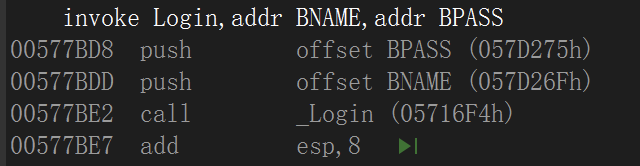 invoke Login,addr BNAME,addr BPASS
00577BD8 push offset BPASS (057D275h)
00577BDD push offset BNAME (057D26Fh)
00577BE2 call _Login (05716F4h)
00577BE7 add esp,8